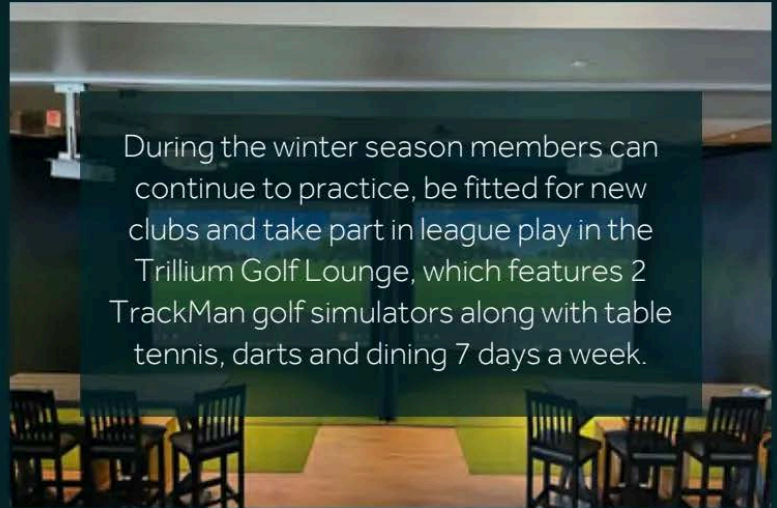 During the winter season members can
continue to practice, be fitted for new
clubs and take part in league play in the
Trillium Golf Lounge, which features 2
TrackMan golf simulators along with table
tennis, darts and dining 7 days a week.